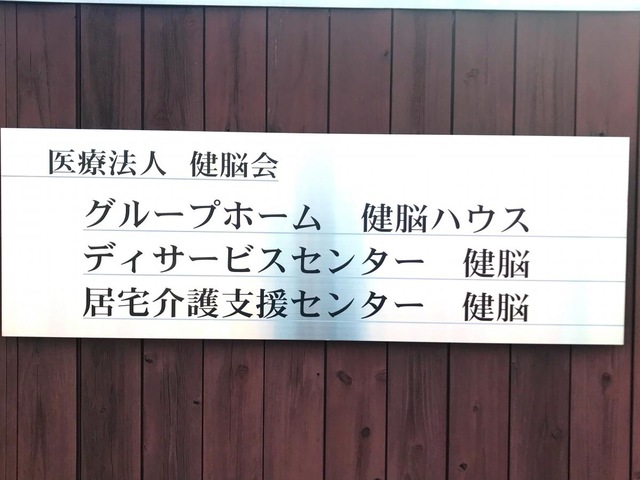 医療法人 健脳会
グループホーム 健脳ハウス
ディサービスセンター 健脳
居宅介護支援センター 健脳